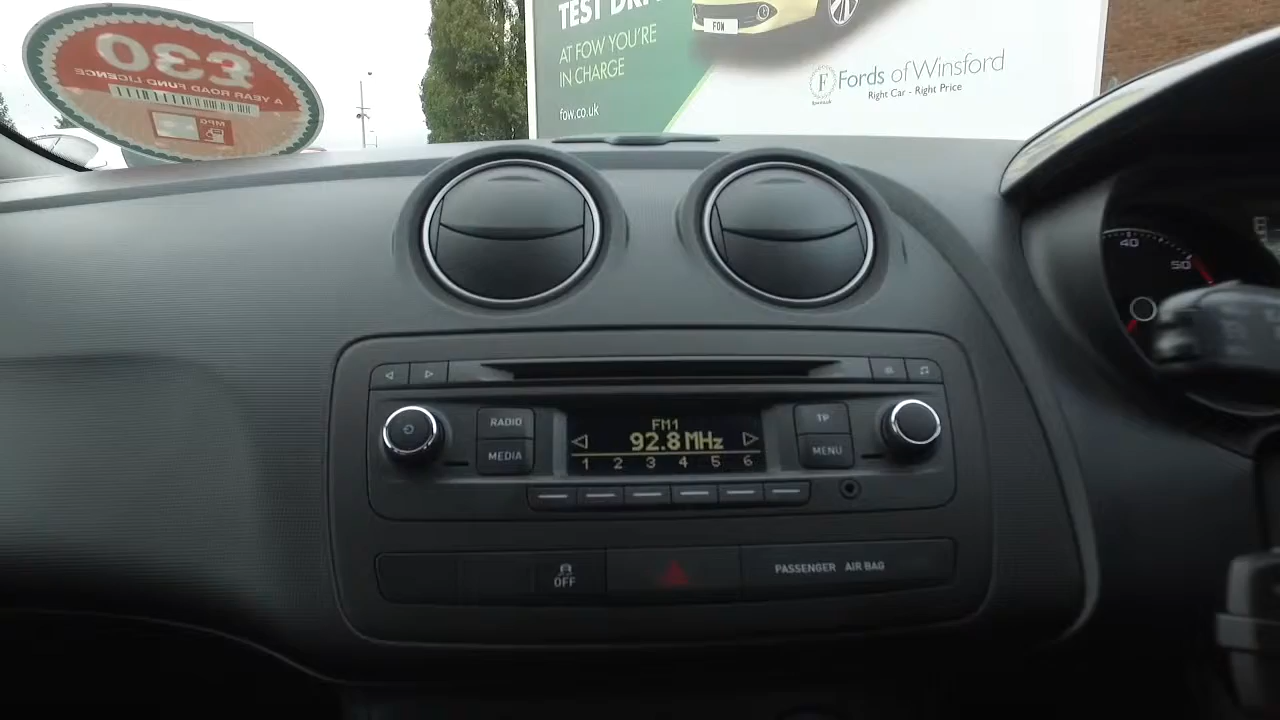 £30
A YEAR ROAD FUND LICENCE
MPG
TEST
AT FOW YOU'RE
IN CHARGE
fow.co.uk
FOW
F
Fords of Winsford
Right Car - Right Price
40
50
RADIO
MEDIA
FM1
92.8 MHz
1 2 3 4 5 6
TP
MENU
OFF
PASSENGER AIR BAG